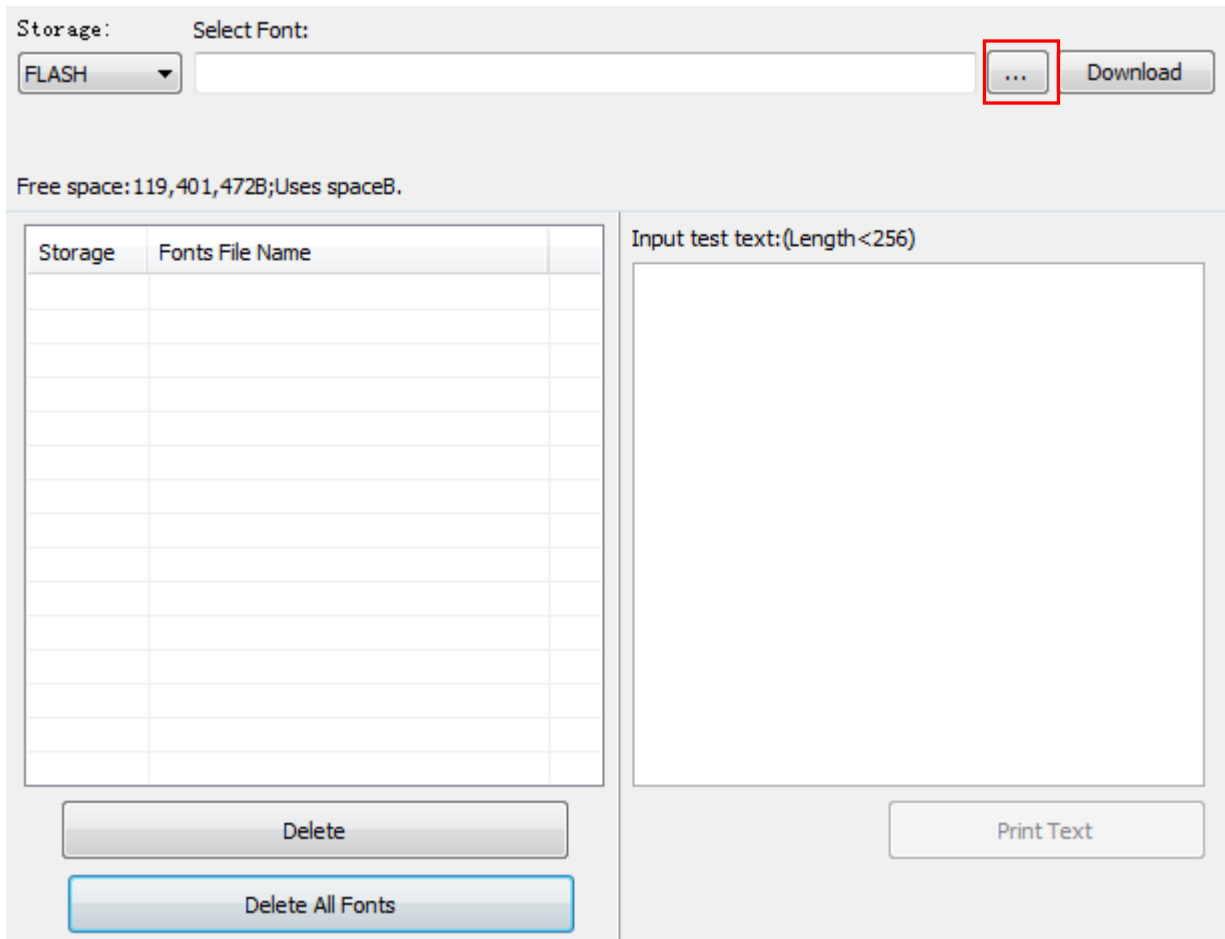 Storage: Select Font:
FLASH ... Download
Free space:119,401,472B;Uses spaceB.
Storage Fonts File Name
Input test text:(Length<256)
Delete
Print Text
Delete All Fonts